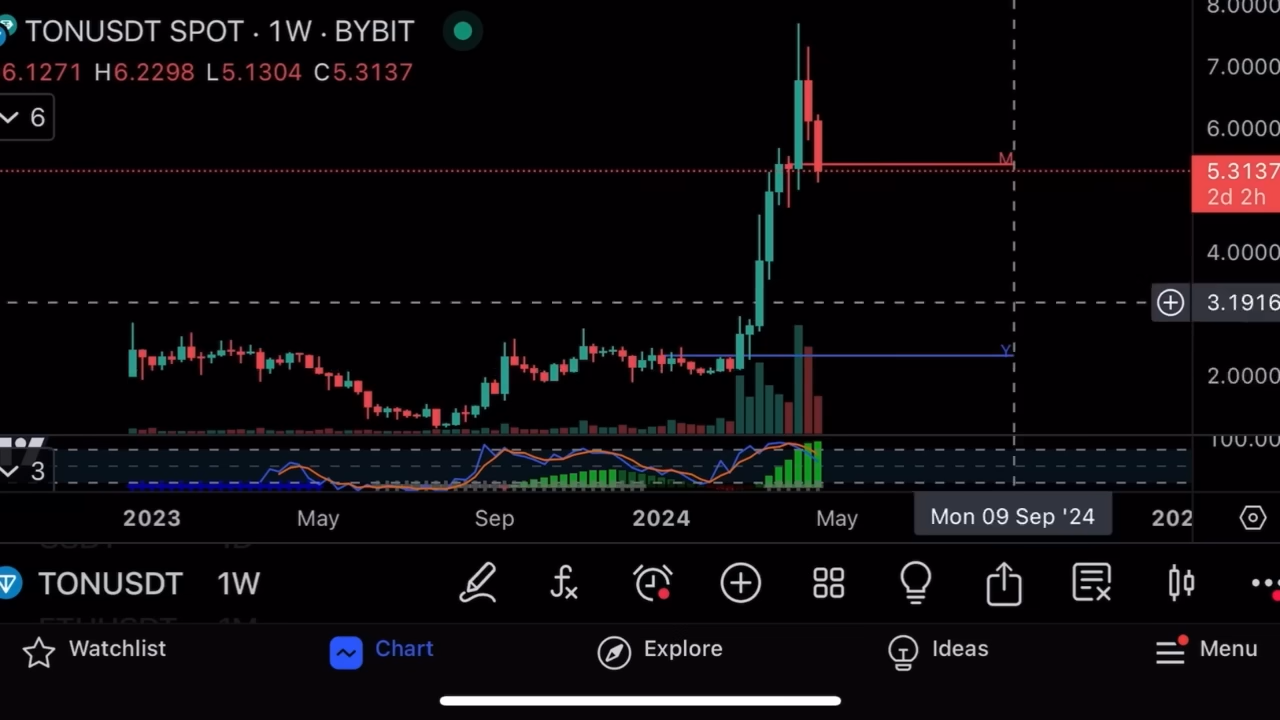 8.0000
TONUSDT SPOT · 1W · BYBIT
7.0000
6.1271 H6.2298 L5.1304 C5.3137
6
6.0000
M
5.3137
2d 2h
4.0000
3.1916
Y
2.0000
100.00
3
2023 May Sep 2024 May Mon 09 Sep '24 202
TONUSDT 1W
Watchlist Chart Explore Ideas Menu